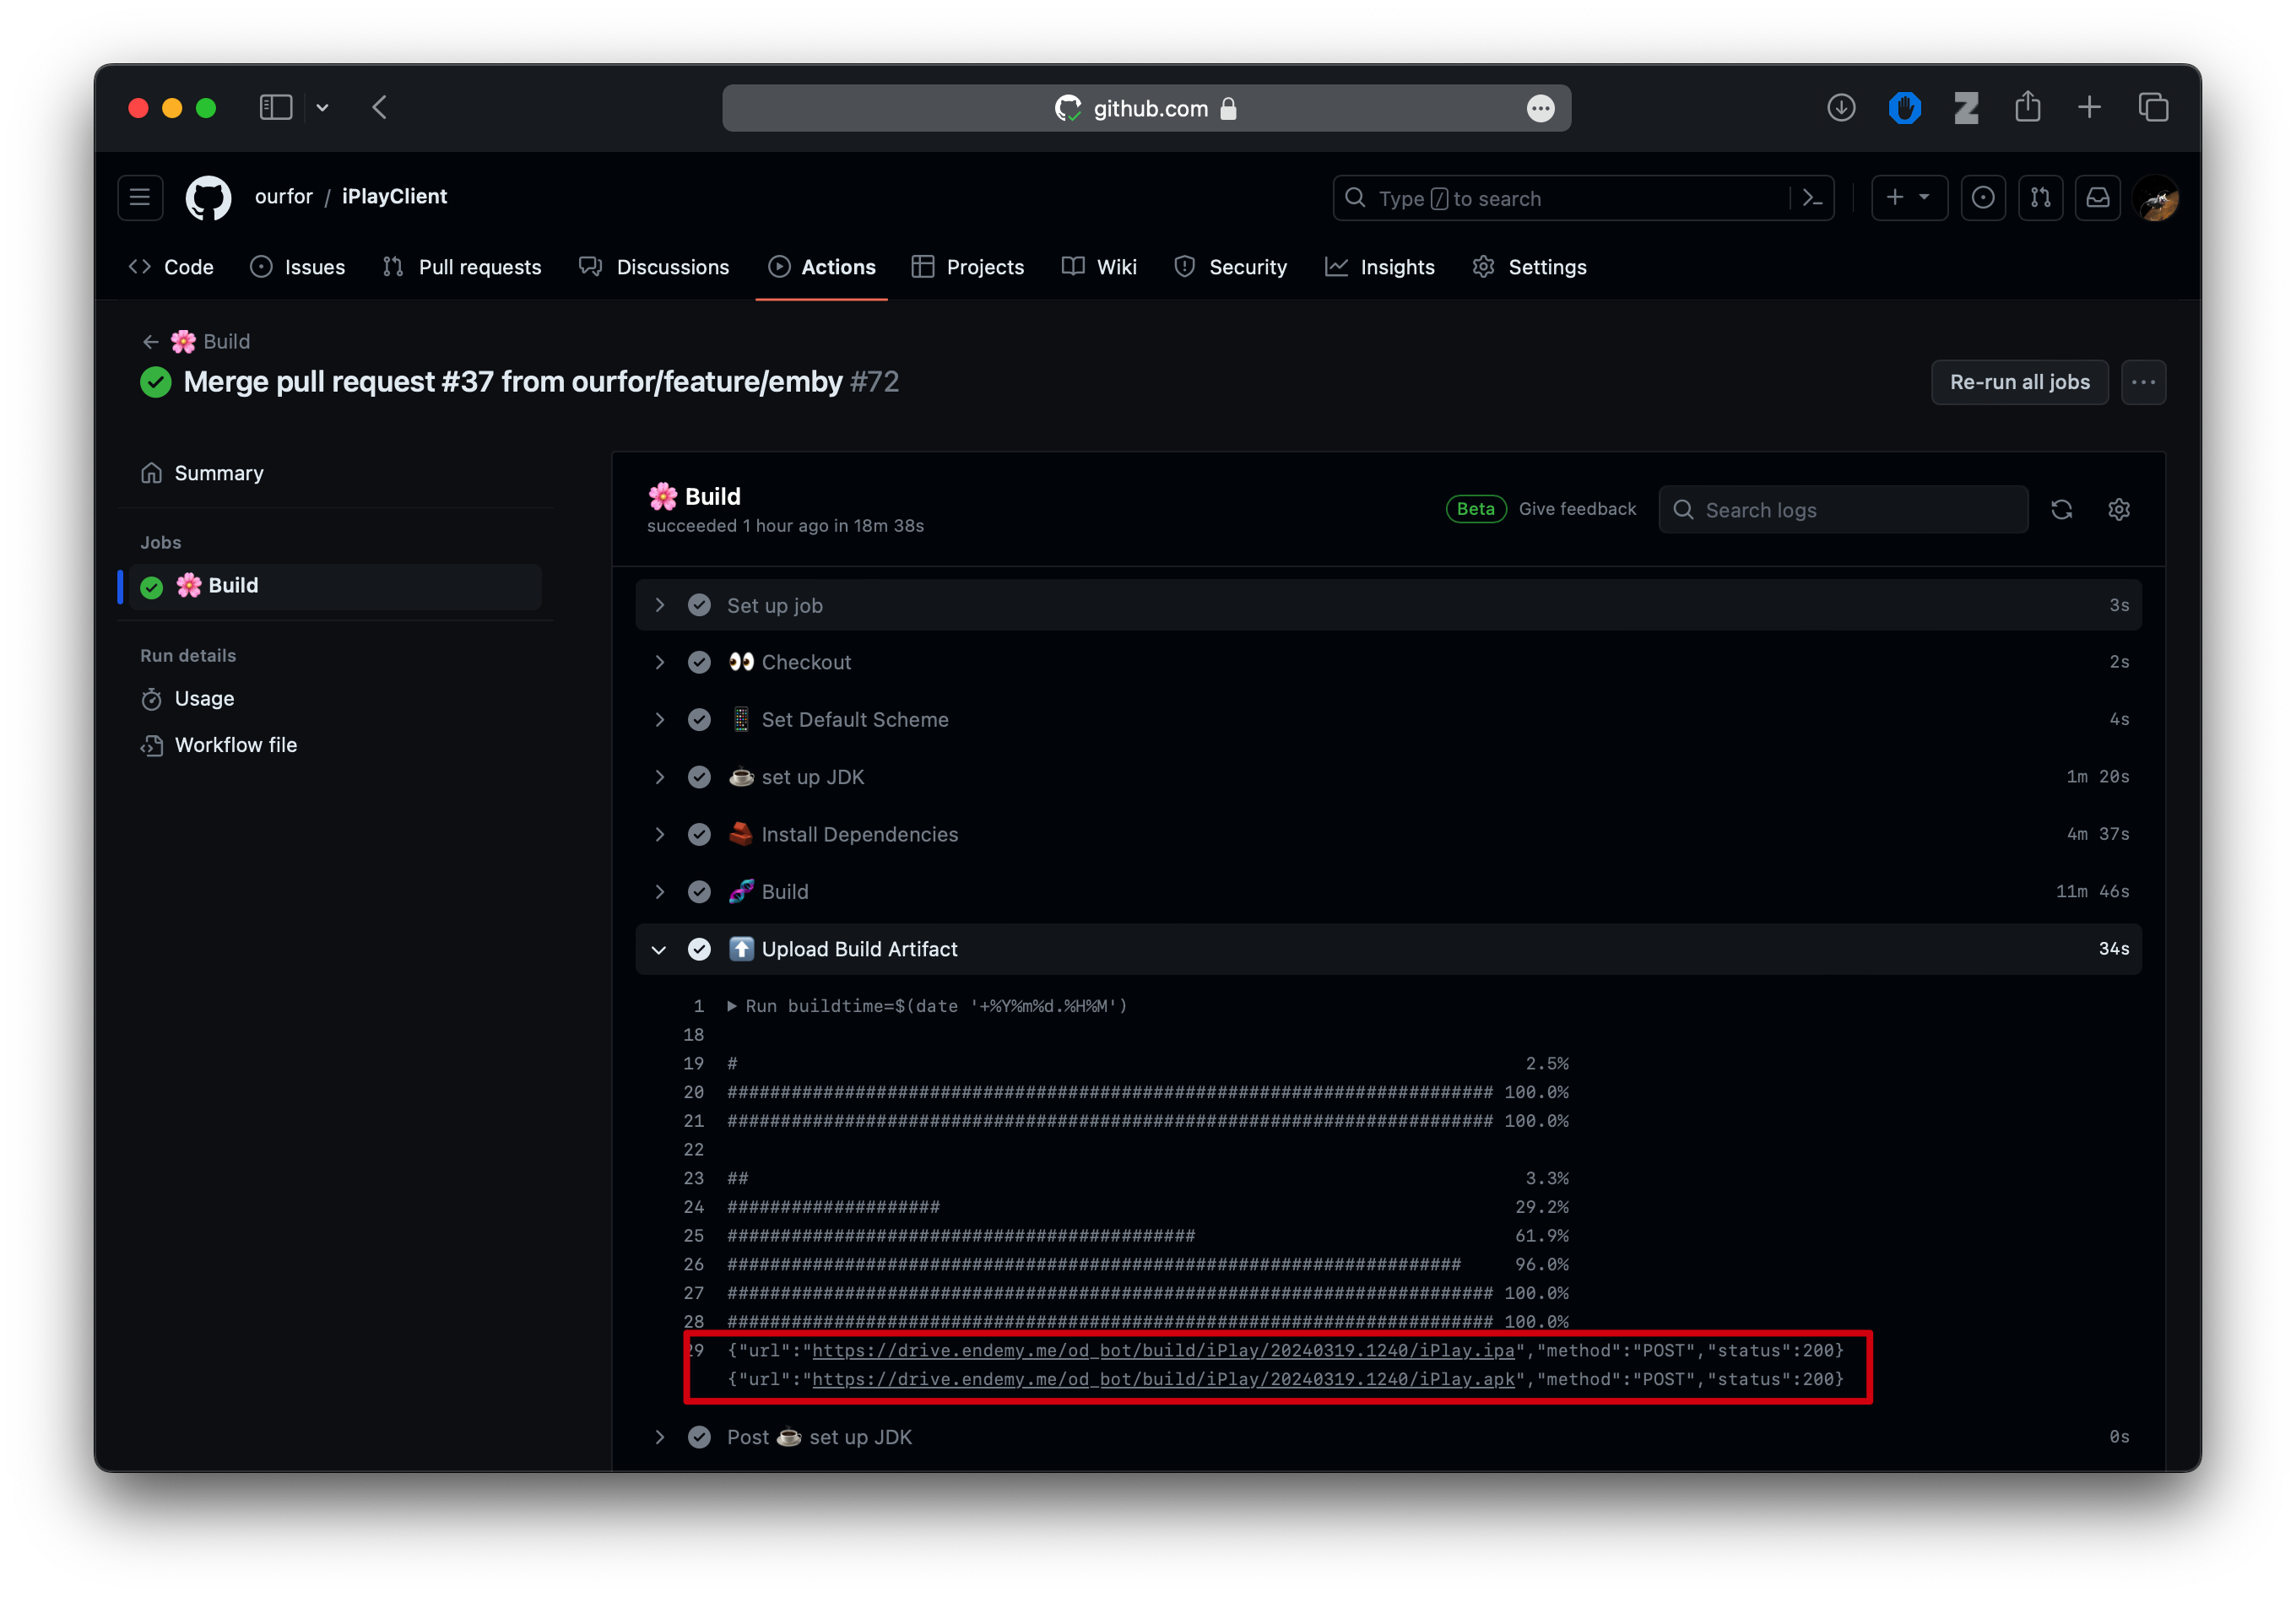 github.com
ourfor / iPlayClient
Type / to search
Code Issues Pull requests Discussions Actions Projects Wiki Security Insights Settings
Build
Merge pull request #37 from ourfor/feature/emby #72
Re-run all jobs
Summary
Jobs
Build
Run details
Usage
Workflow file
Build
succeeded 1 hour ago in 18m 38s
Beta Give feedback
Search logs
Set up job 3s
Checkout 2s
Set Default Scheme 4s
set up JDK 1m 20s
Install Dependencies 4m 37s
Build 11m 46s
Upload Build Artifact 34s
1 Run buildtime=$(date '+%Y%m%d.%H%M')
18
19 # 2.5%
20 ######################################################################## 100.0%
21 ######################################################################## 100.0%
22
23 ## 3.3%
24 #################### 29.2%
25 ############################################ 61.9%
26 ##################################################################### 96.0%
27 ######################################################################## 100.0%
28 ######################################################################## 100.0%
29 {"url":"https://drive.endemy.me/od_bot/build/iPlay/20240319.1240/iPlay.ipa","method":"POST","status":200}
{"url":"https://drive.endemy.me/od_bot/build/iPlay/20240319.1240/iPlay.apk","method":"POST","status":200}
Post set up JDK 0s